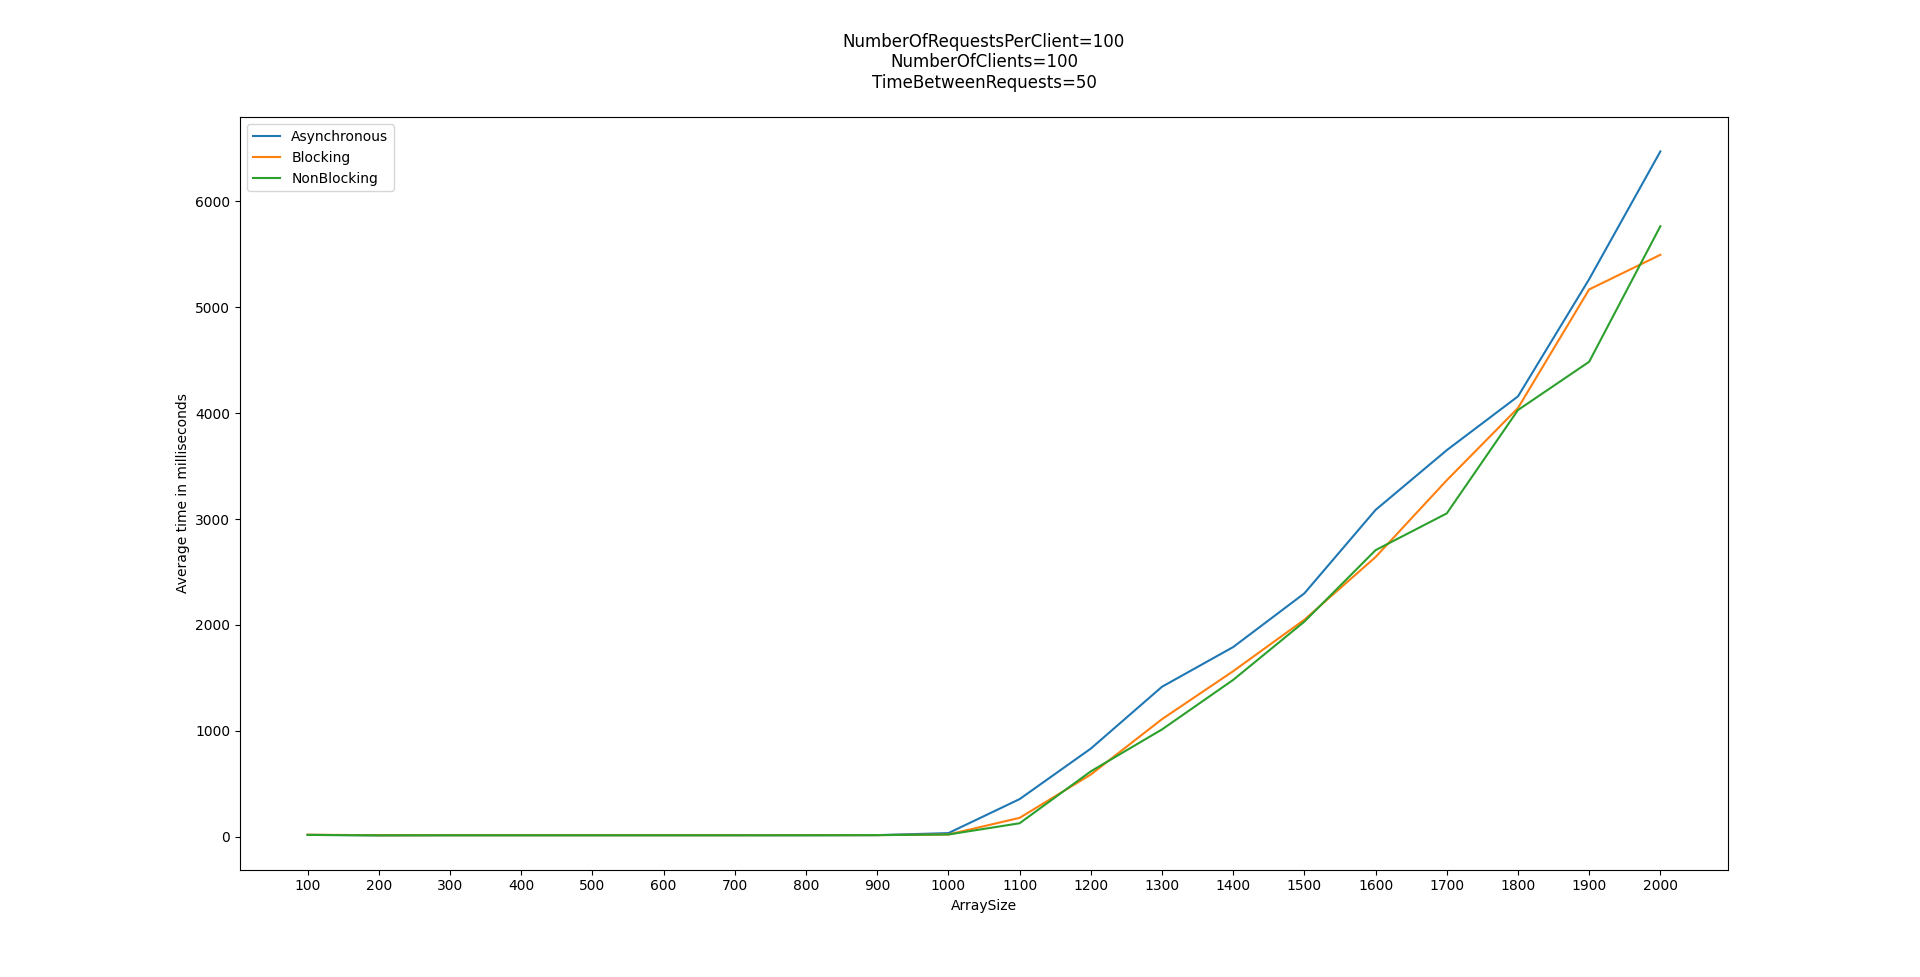 NumberOfRequestsPerClient=100
NumberOfClients=100
TimeBetweenRequests=50
Asynchronous
Blocking
NonBlocking
6000
5000
4000
3000
2000
1000
0
Average time in milliseconds
100 200 300 400 500 600 700 800 900 1000 1100 1200 1300 1400 1500 1600 1700 1800 1900 2000
ArraySize